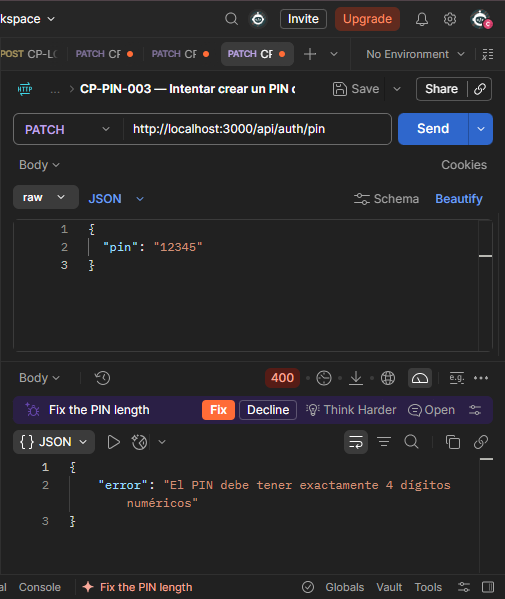 kspace
Invite
Upgrade
POST CP-LO
PATCH CF
PATCH CF
PATCH CF
No Environment
HTTP
... > CP-PIN-003 — Intentar crear un PIN
Save
Share
PATCH
http://localhost:3000/api/auth/pin
Send
Body
Cookies
raw
JSON
Schema
Beautify
1 {
2 "pin": "12345"
3 }
Body
400
e.g.
Fix the PIN length
Fix
Decline
Think Harder
Open
{} JSON
1 {
2 "error": "El PIN debe tener exactamente 4 dígitos
numéricos"
3 }
al
Console
Fix the PIN length
Globals
Vault
Tools